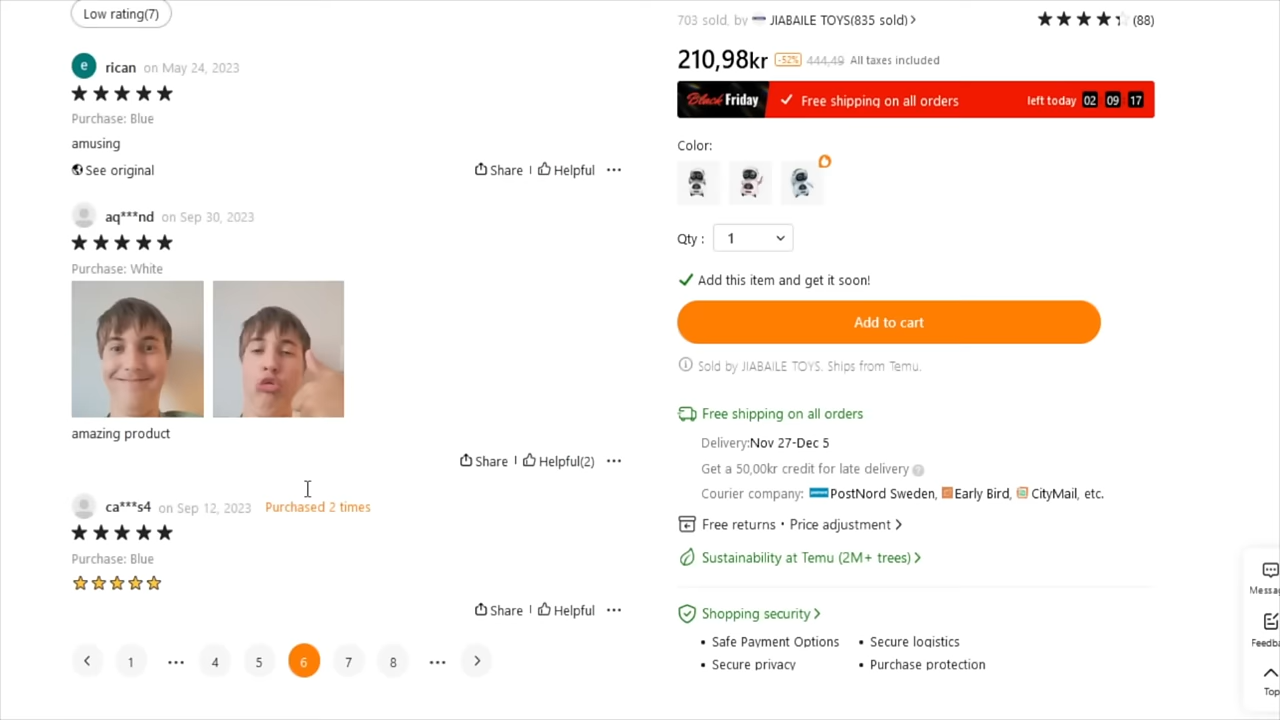 Low rating(7)
e
rican on May 24, 2023
Purchase: Blue
amusing
See original
Share Helpful
aq***nd on Sep 30, 2023
Purchase: White
amazing product
Share Helpful(2)
ca***s4 on Sep 12, 2023 Purchased 2 times
Purchase: Blue
Share Helpful
1 ••• 4 5 6 7 8 •••
703 sold, by JIABAILE TOYS(835 sold) (88)
210,98kr -52% 444,49 All taxes included
Black Friday Free shipping on all orders left today 02 09 17
Color:
Qty : 1
Add this item and get it soon!
Add to cart
Sold by JIABAILE TOYS. Ships from Temu.
Free shipping on all orders
Delivery:Nov 27-Dec 5
Get a 50,00kr credit for late delivery
Courier company: PostNord Sweden, Early Bird, CityMail, etc.
Free returns • Price adjustment
Sustainability at Temu (2M+ trees)
Shopping security
• Safe Payment Options • Secure logistics
• Secure privacy • Purchase protection
Messag
Feedba
Top